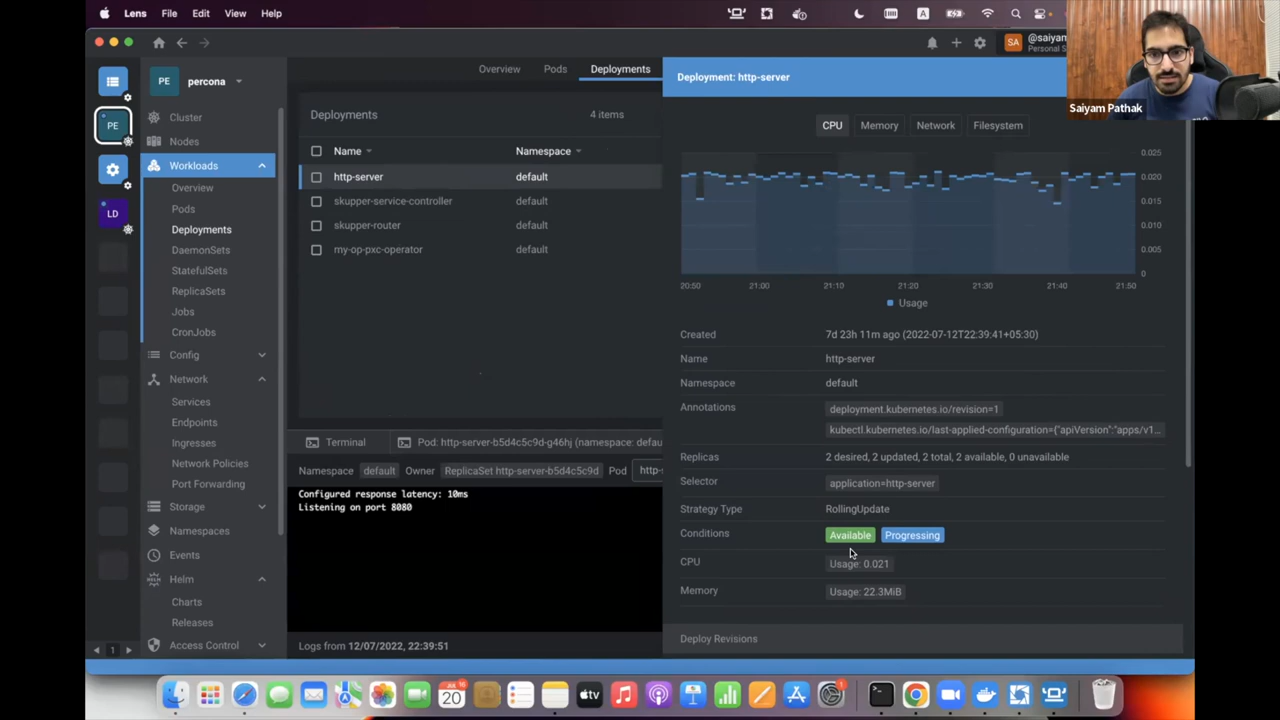 Lens File Edit View Window Help
A
SA @saiyam
Personal S
Saiyam Pathak
PE percona
PE
LD
Cluster
Nodes
Workloads
Overview
Pods
Deployments
DaemonSets
StatefulSets
ReplicaSets
Jobs
CronJobs
Config
Network
Services
Endpoints
Ingresses
Network Policies
Port Forwarding
Storage
Namespaces
Events
HELM Helm
Charts
Releases
Access Control
1
Overview Pods Deployments
Deployments 4 items
Name Namespace
http-server default
skupper-service-controller default
skupper-router default
my-op-pxc-operator default
Terminal Pod: http-server-b5d4c5c9d-g46hj (namespace: defau
Namespace default Owner ReplicaSet http-server-b5d4c5c9d Pod http-
Configured response latency: 10ms
Listening on port 8080
Logs from 12/07/2022, 22:39:51
Deployment: http-server
CPU Memory Network Filesystem
0.025
0.020
0.015
0.010
0.005
0
20:50 21:00 21:10 21:20 21:30 21:40 21:50
Usage
Created 7d 23h 11m ago (2022-07-12T22:39:41+05:30)
Name http-server
Namespace default
Annotations deployment.kubernetes.io/revision=1
kubectl.kubernetes.io/last-applied-configuration={"apiVersion":"apps/v1...
Replicas 2 desired, 2 updated, 2 total, 2 available, 0 unavailable
Selector application=http-server
Strategy Type RollingUpdate
Conditions Available Progressing
CPU Usage: 0.021
Memory Usage: 22.3MiB
Deploy Revisions
20
tv